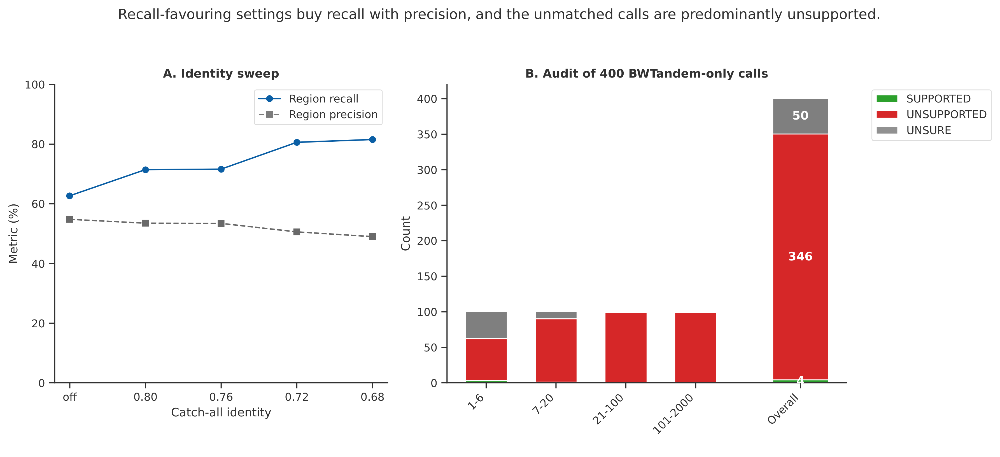 Recall-favouring settings buy recall with precision, and the unmatched calls are predominantly unsupported.
A. Identity sweep
Metric (%)
100
80
60
40
20
0
Region recall
Region precision
off 0.80 0.76 0.72 0.68
Catch-all identity
B. Audit of 400 BWTandem-only calls
Count
400
350
300
250
200
150
100
50
0
50
346
4
1-6 7-20 21-100 101-2000 Overall
SUPPORTED
UNSUPPORTED
UNSURE